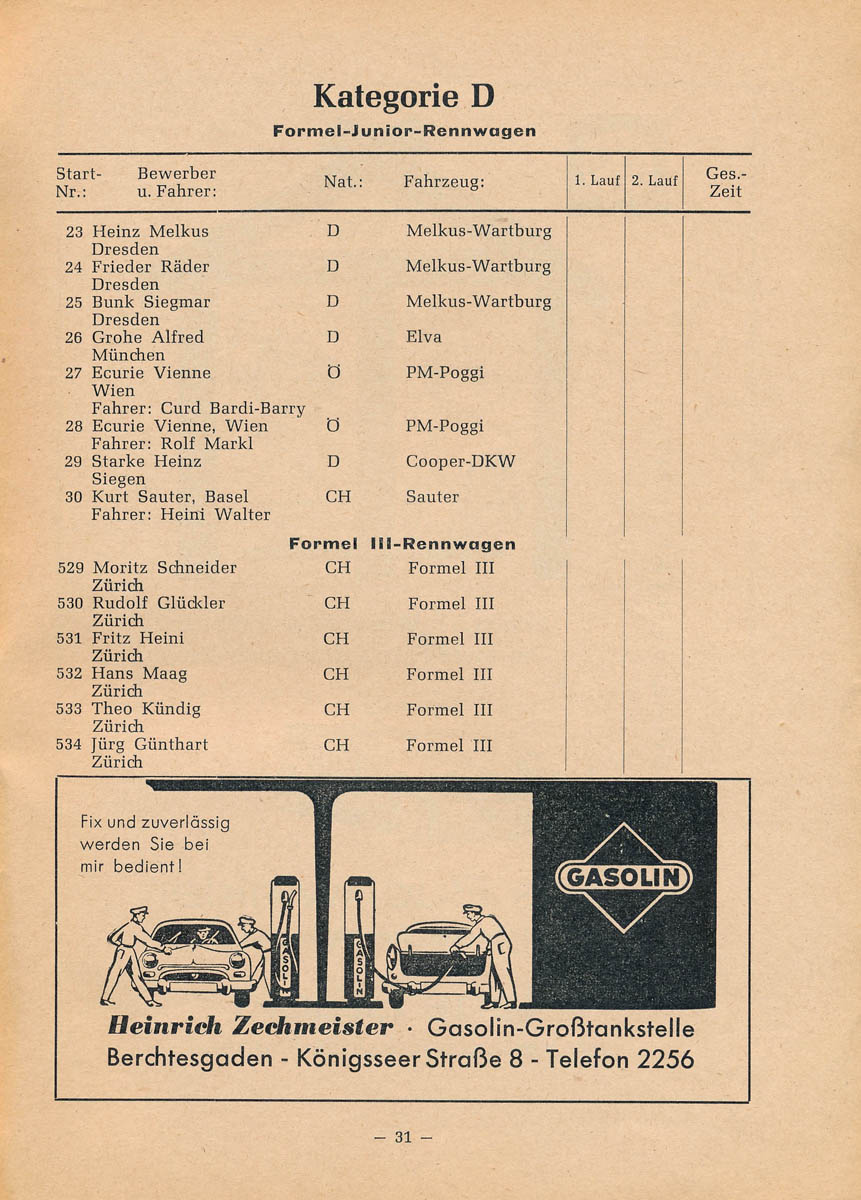 Kategorie D
Formel-Junior-Rennwagen
Start- Bewerber Nat.: Fahrzeug: 1. Lauf 2. Lauf Ges.-
Nr.: u. Fahrer: Zeit
23 Heinz Melkus D Melkus-Wartburg
Dresden
24 Frieder Räder D Melkus-Wartburg
Dresden
25 Bunk Siegmar D Melkus-Wartburg
Dresden
26 Grohe Alfred D Elva
München
27 Ecurie Vienne Ö PM-Poggi
Wien
Fahrer: Curd Bardi-Barry
28 Ecurie Vienne, Wien Ö PM-Poggi
Fahrer: Rolf Markl
29 Starke Heinz D Cooper-DKW
Siegen
30 Kurt Sauter, Basel CH Sauter
Fahrer: Heini Walter
Formel III-Rennwagen
529 Moritz Schneider CH Formel III
Zürich
530 Rudolf Glückler CH Formel III
Zürich
531 Fritz Heini CH Formel III
Zürich
532 Hans Maag CH Formel III
Zürich
533 Theo Kündig CH Formel III
Zürich
534 Jürg Günthart CH Formel III
Zürich
Fix und zuverlässig
werden Sie bei
mir bedient!
GASOLIN
GASOLIN
GASOLIN
Heinrich Zechmeister · Gasolin-Großtankstelle
Berchtesgaden - Königsseer Straße 8 - Telefon 2256
— 31 —